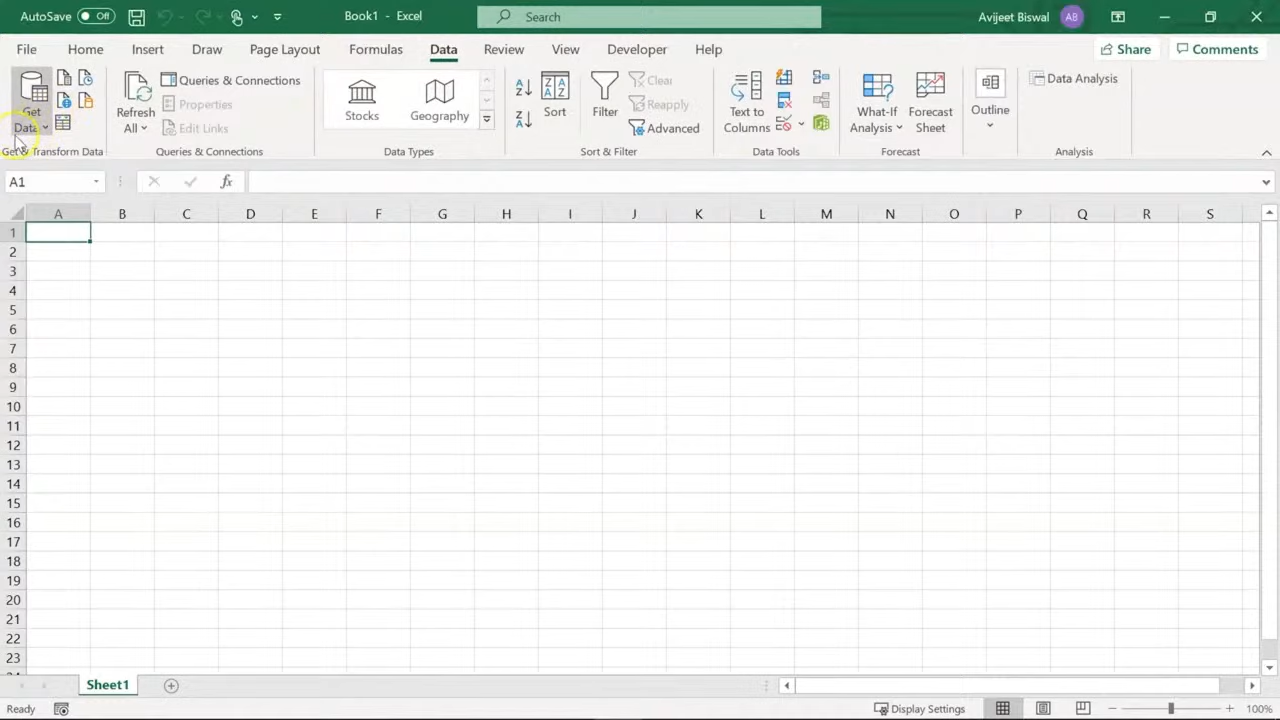 AutoSave Off Book1 - Excel Search Avijeet Biswal AB
File Home Insert Draw Page Layout Formulas Data Review View Developer Help Share Comments
Get
Data
Refresh
All
Queries & Connections
Properties
Edit Links
Stocks
Geography
Sort
Filter
Clear
Reapply
Advanced
Text to
Columns
What-If
Analysis
Forecast
Sheet
Outline
Data Analysis
Get & Transform Data Queries & Connections Data Types Sort & Filter Data Tools Forecast Analysis
A1 fx
A B C D E F G H I J K L M N O P Q R S
1
2
3
4
5
6
7
8
9
10
11
12
13
14
15
16
17
18
19
20
21
22
23
Sheet1
Ready Display Settings 100%